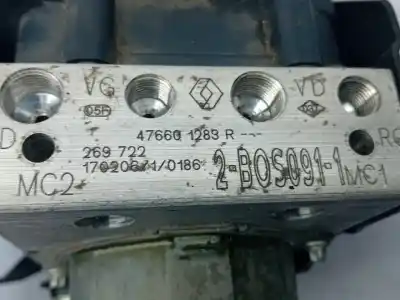 VG VD
47660 1283 R --
D RG
269 722
2-BOS091-1
MC2 MC1